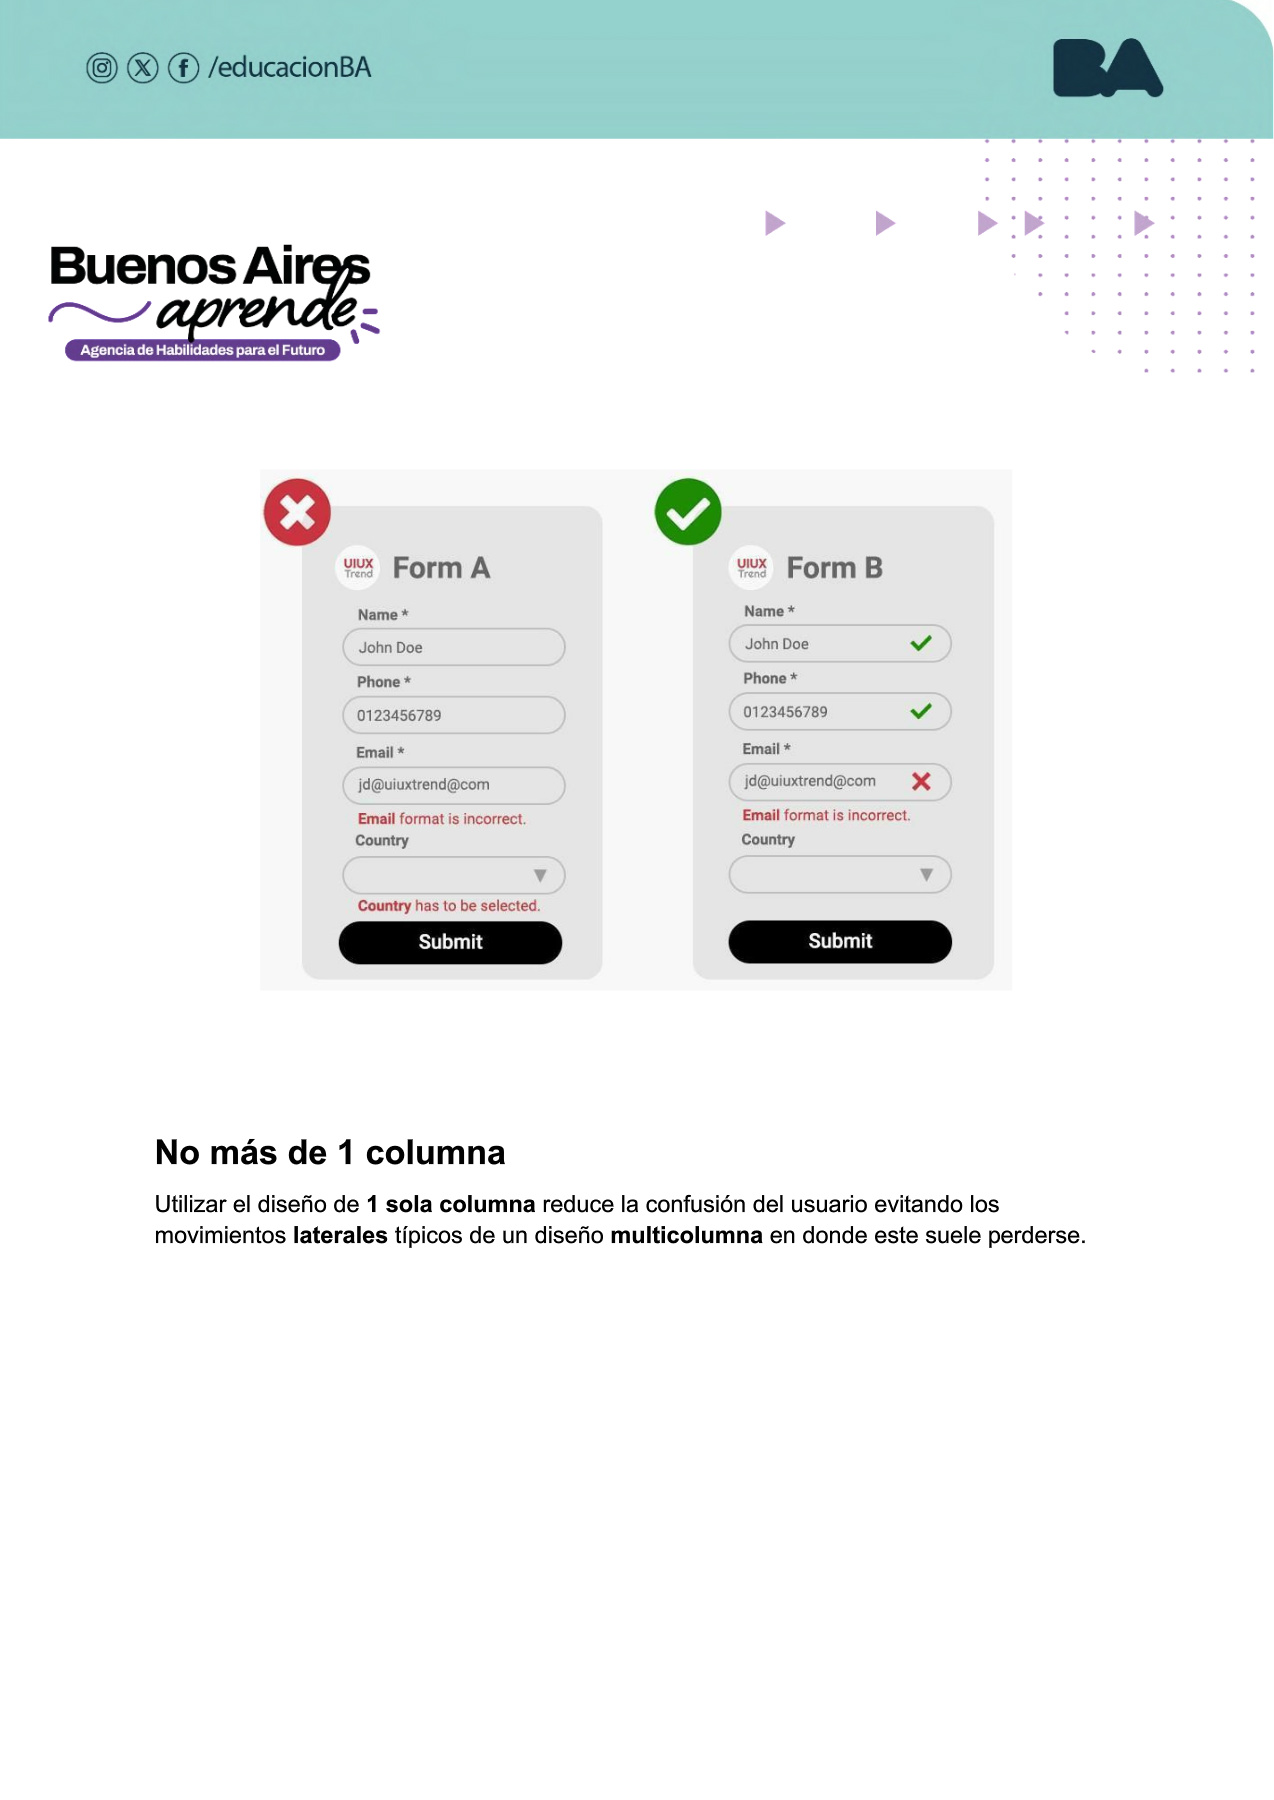 /educacionBA
BA
Buenos Aires
aprende
Agencia de Habilidades para el Futuro
UIUX
Trend
Form A
Name *
John Doe
Phone *
0123456789
Email *
jd@uiuxtrend@com
Email format is incorrect.
Country
Country has to be selected.
Submit
UIUX
Trend
Form B
Name *
John Doe
Phone *
0123456789
Email *
jd@uiuxtrend@com
Email format is incorrect.
Country
Submit
No más de 1 columna
Utilizar el diseño de 1 sola columna reduce la confusión del usuario evitando los
movimientos laterales típicos de un diseño multicolumna en donde este suele perderse.